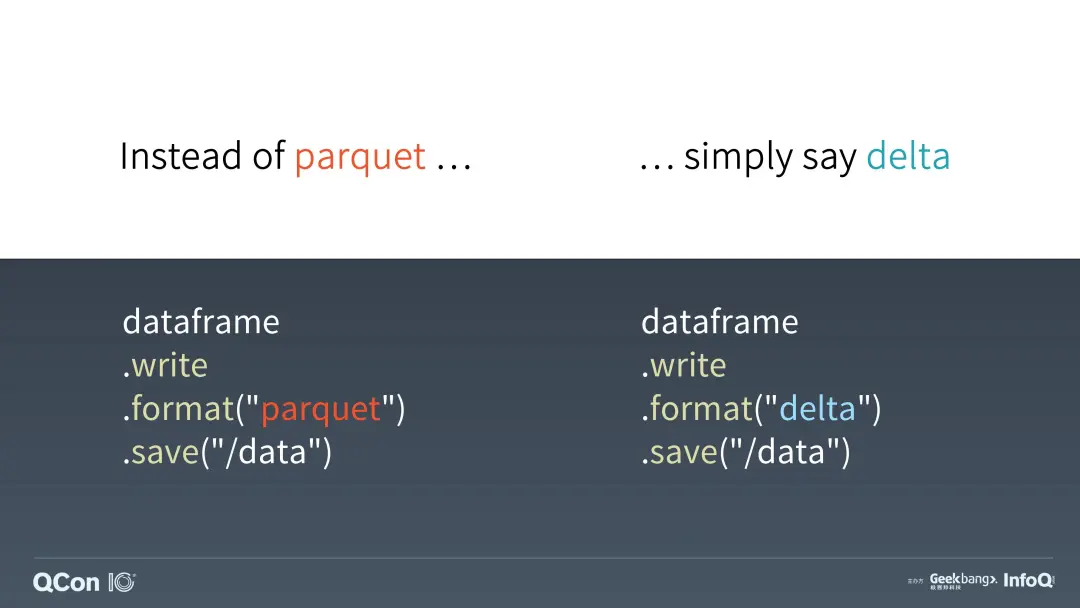 Instead of parquet …
… simply say delta
dataframe
.write
.format("parquet")
.save("/data")
dataframe
.write
.format("delta")
.save("/data")
QCon 10
主办方 Geekbang>. InfoQ
极客邦科技